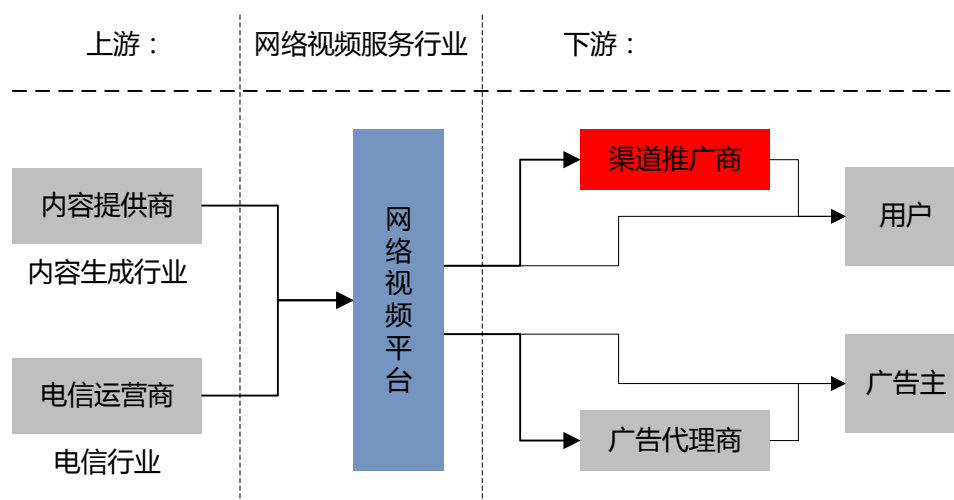 上游：
网络视频服务行业
下游：
内容提供商
内容生成行业
电信运营商
电信行业
网络视频平台
渠道推广商
用户
广告主
广告代理商